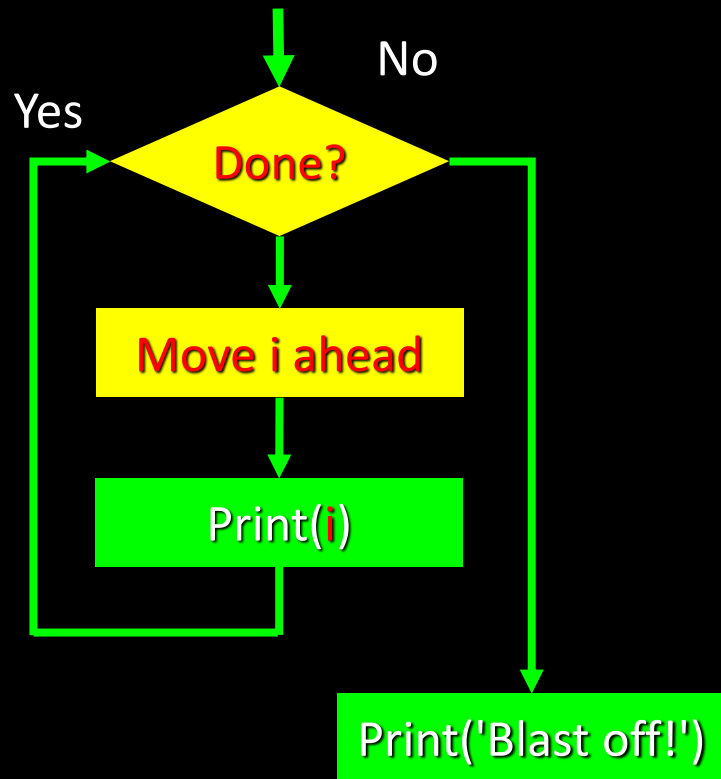 No
Yes
Done?
Move i ahead
Print(i)
Print('Blast off!')